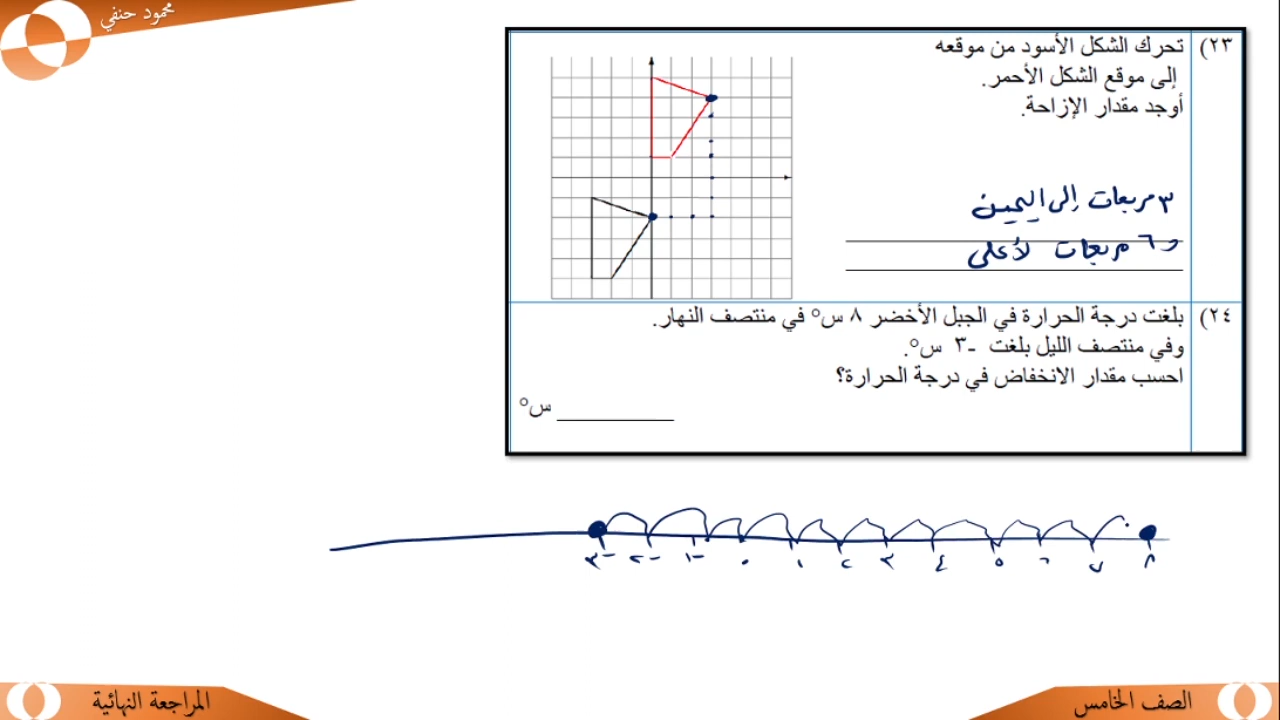 محمود حنفي
٢٣) تحرك الشكل الأسود من موقعه
إلى موقع الشكل الأحمر.
أوجد مقدار الإزاحة.
٣ مربعات إلى اليمين
و ٦ مربعات لأعلى
٢٤) بلغت درجة الحرارة في الجبل الأخضر ٨ س° في منتصف النهار.
وفي منتصف الليل بلغت -٣ س°.
احسب مقدار الانخفاض في درجة الحرارة؟
_________ س°
-٣ -٢ -١ ٠ ١ ٢ ٣ ٤ ٥ ٦ ٧ ٨
المراجعة النهائية
الصف الخامس